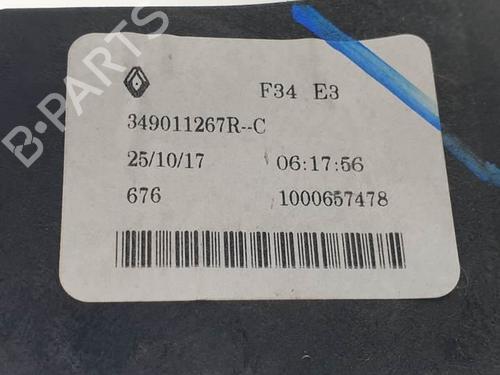 B-PARTS
F34 E3
349011267R--C
25/10/17 06:17:56
676 1000657478